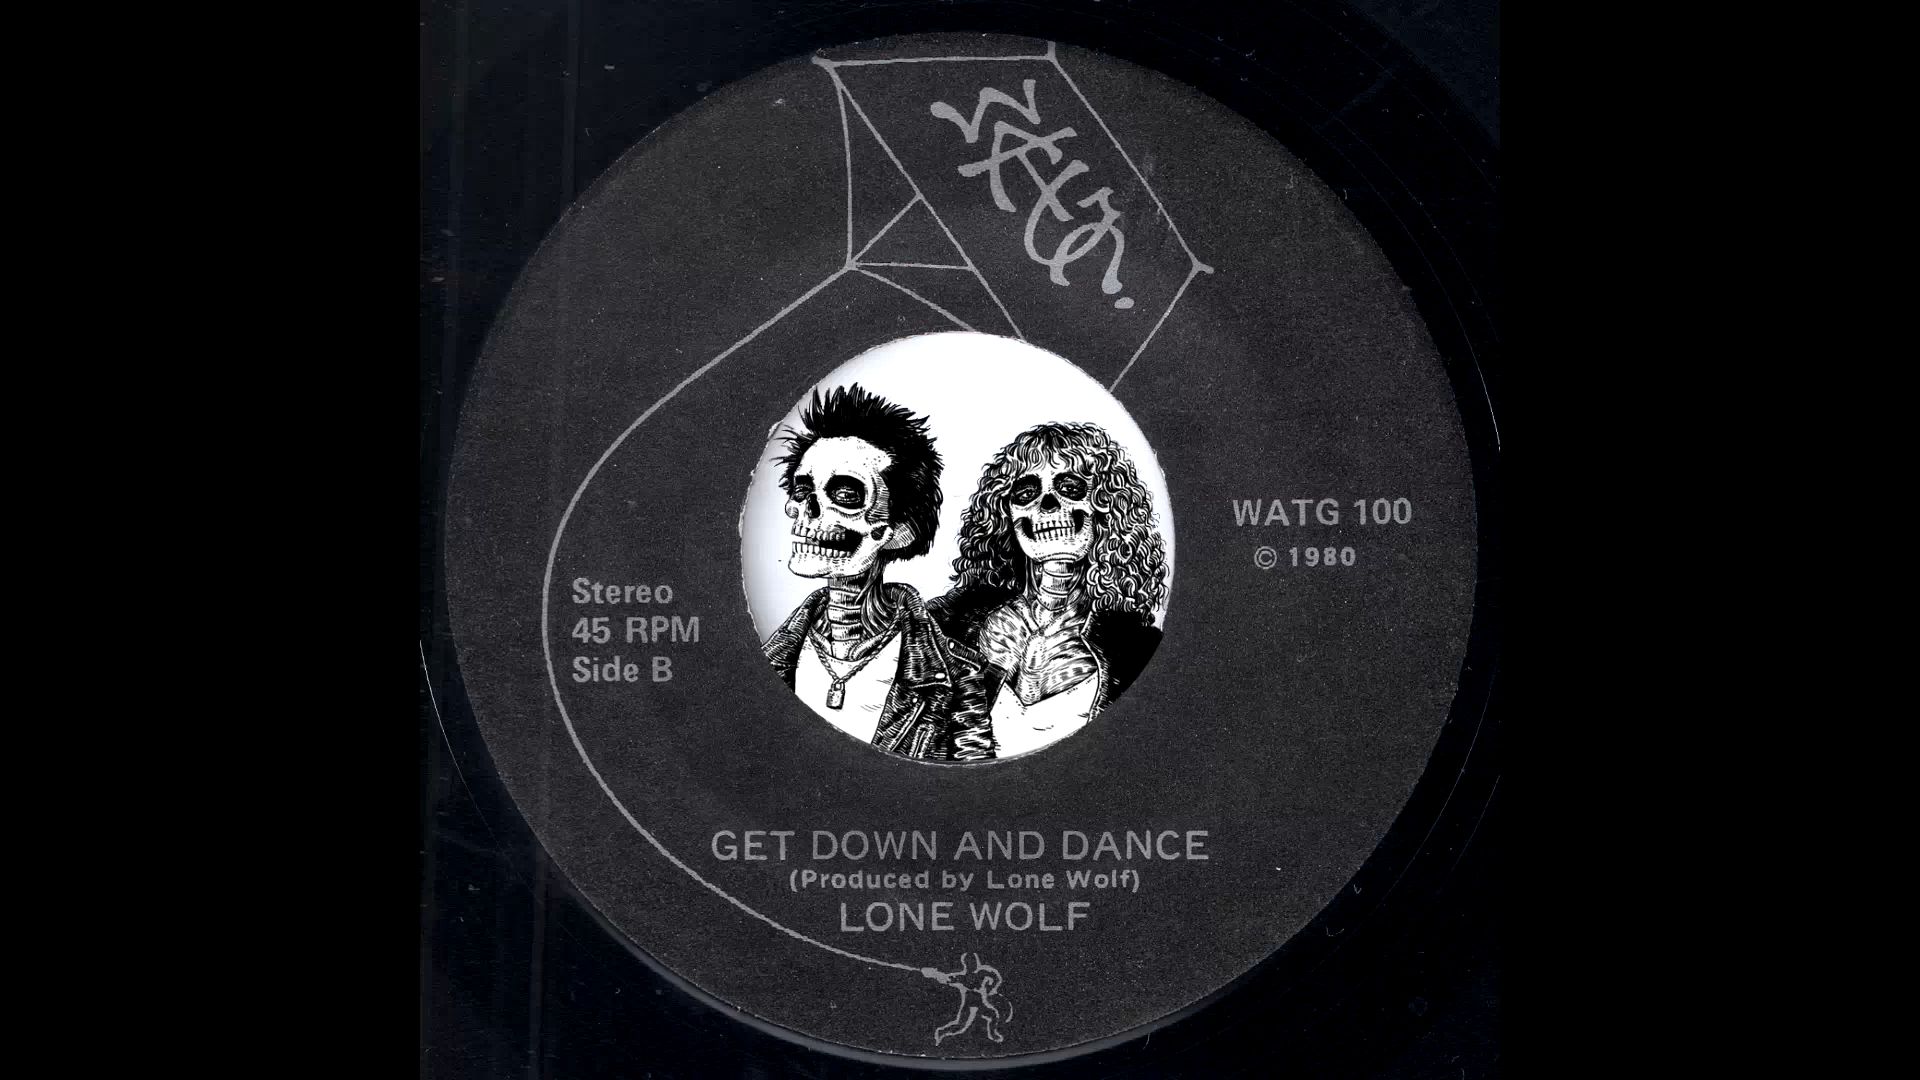 WATG 100
© 1980
Stereo
45 RPM
Side B
GET DOWN AND DANCE
(Produced by Lone Wolf)
LONE WOLF